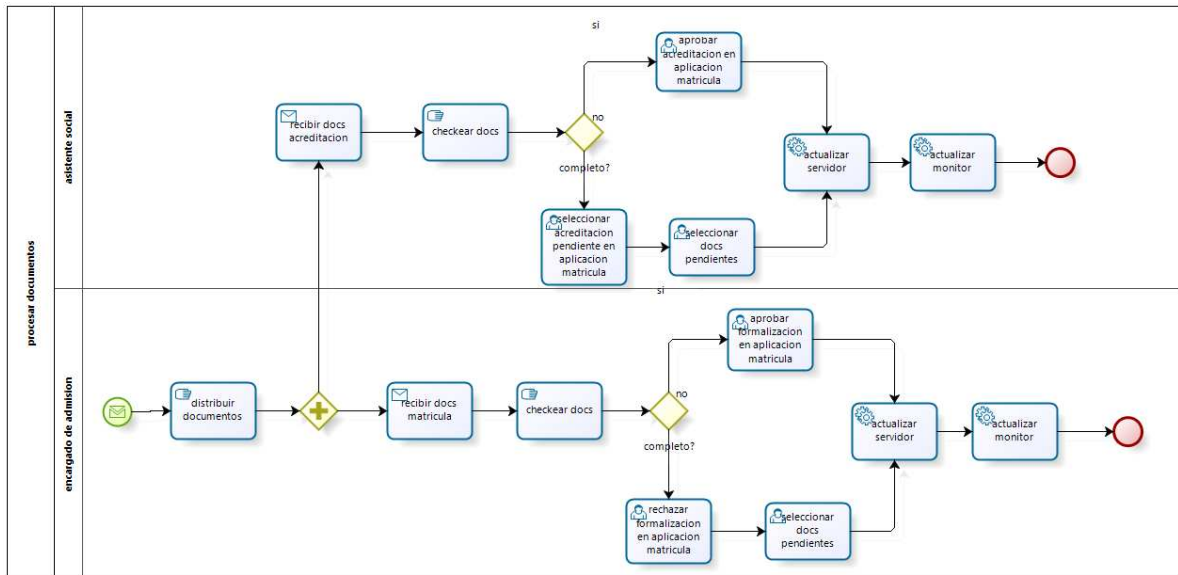 procesar documentos
asisente social
si
aprobar
acreditacion en
aplicacion
matricula
recibir docs
acreditacion
checkear docs
no
completo?
actualizar
servidor
actualizar
monitor
seleccionar
acreditacion
pendiente en
aplicacion
matricula
seleccionar
docs
pendientes
encargado de admision
si
aprobar
formalizacion
en aplicacion
matricula
distribuir
documentos
recibir docs
matricula
checkear docs
no
completo?
actualizar
servidor
actualizar
monitor
rechazar
formalizacion
en aplicacion
matricula
seleccionar
docs
pendientes